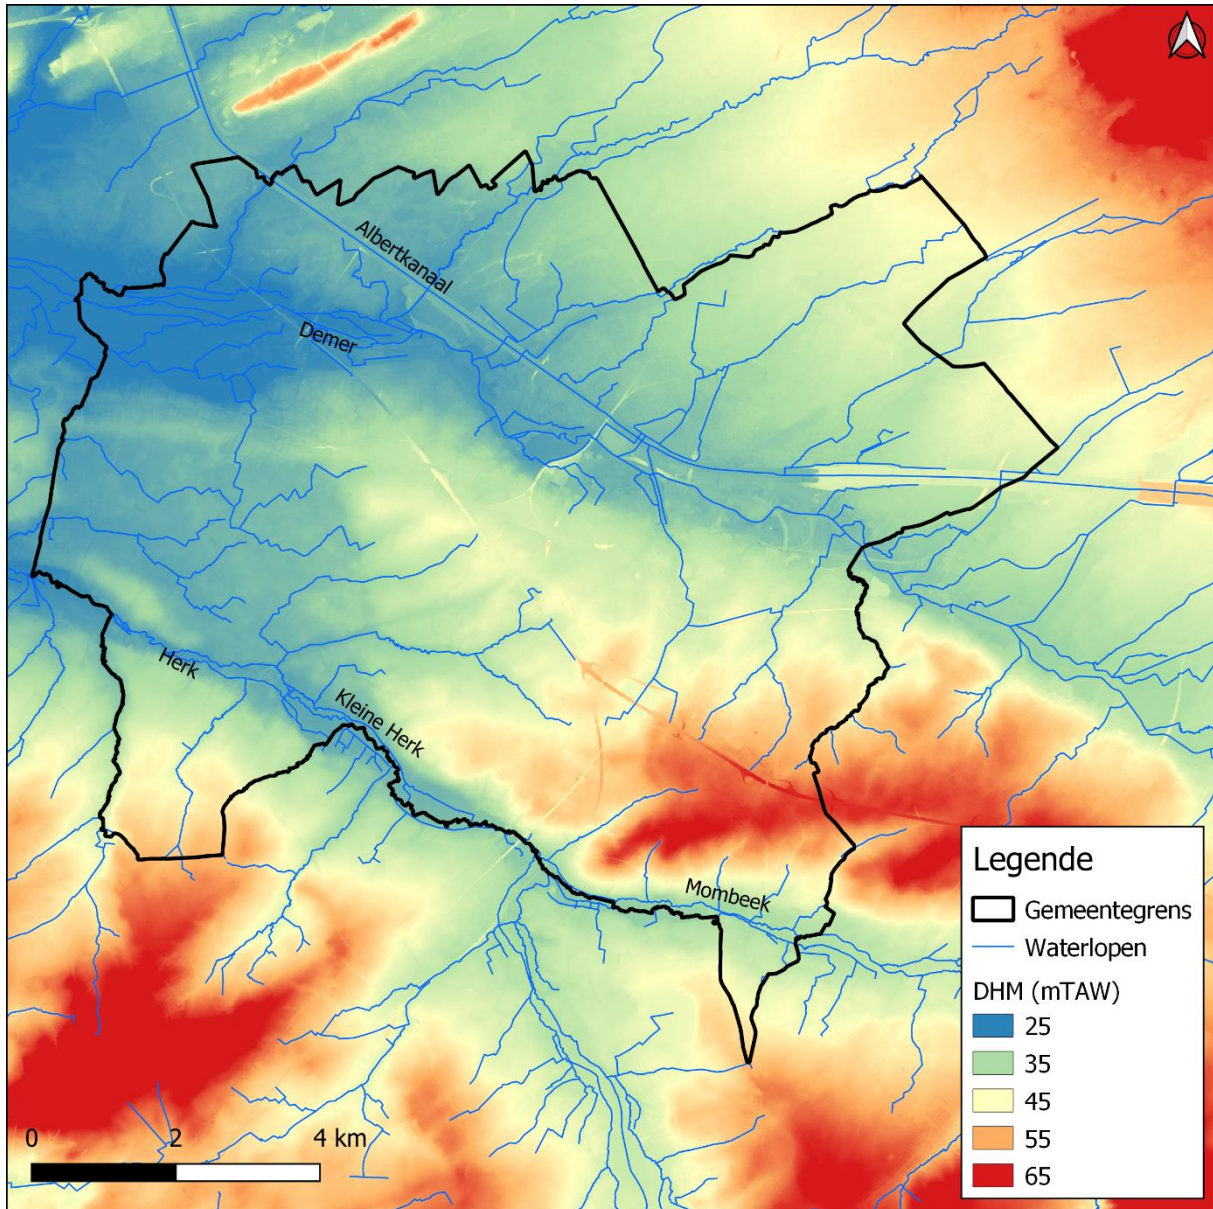 Albertkanaal
Demer
Herk
Kleine Herk
Mombeek
Legende
Gemeentegrens
Waterlopen
DHM (mTAW)
25
35
45
55
65
0 2 4 km